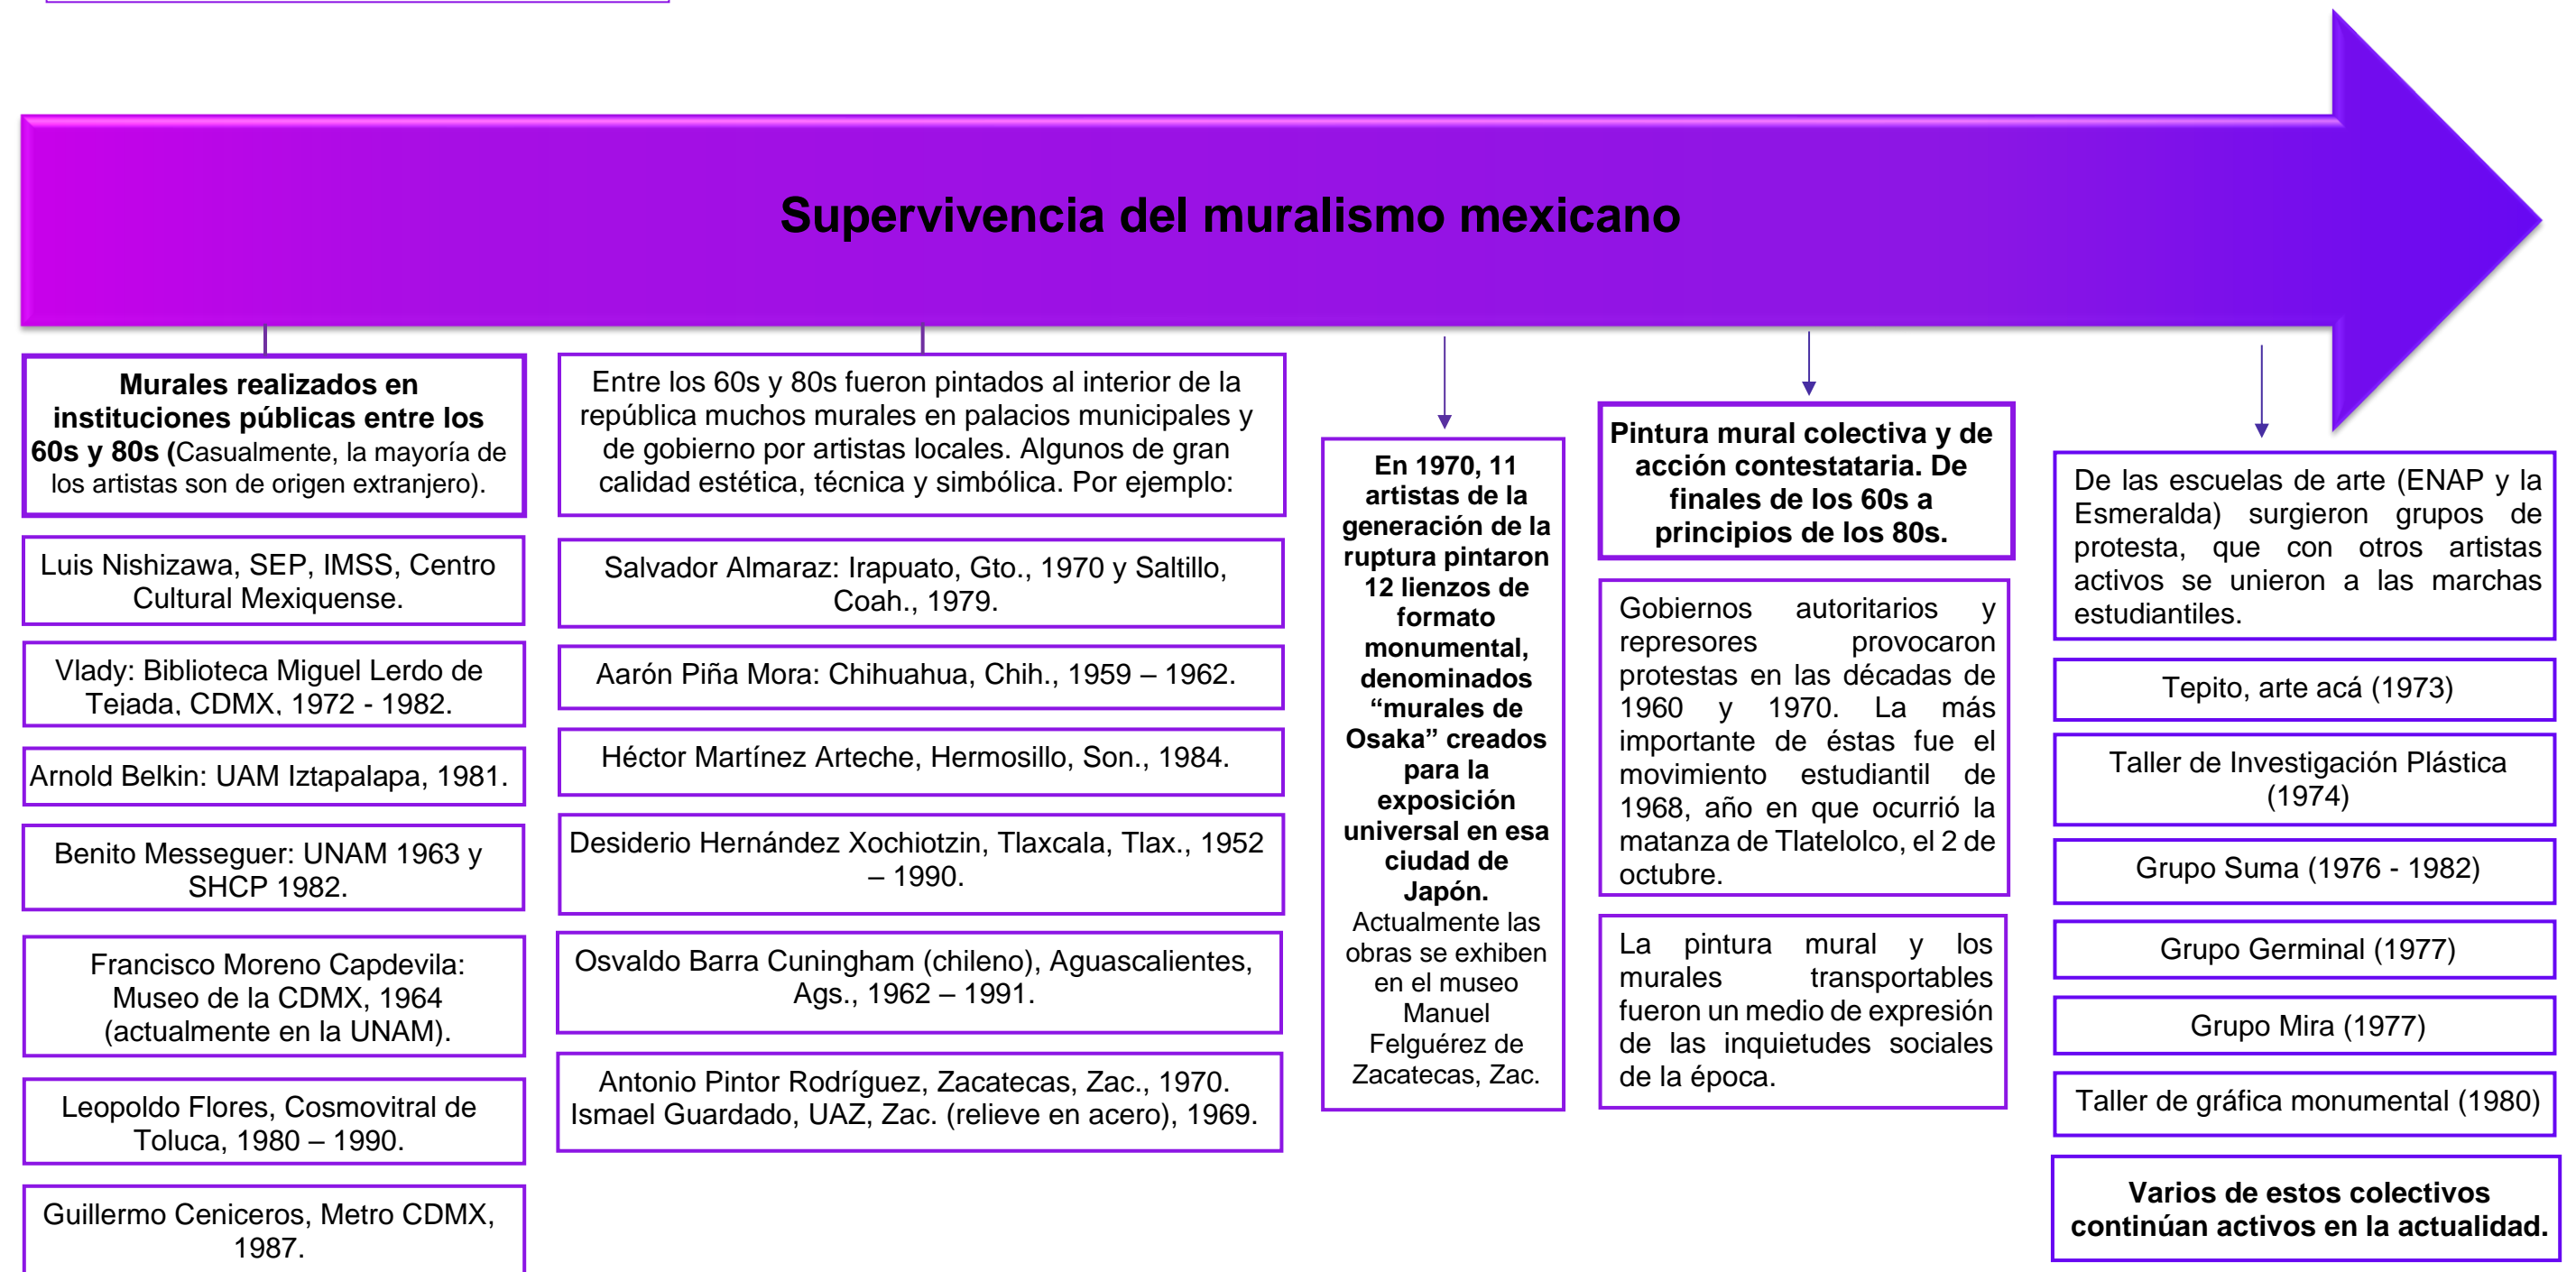 Supervivencia del muralismo mexicano
Murales realizados en
instituciones públicas entre los
60s y 80s (Casualmente, la mayoría de
los artistas son de origen extranjero).
Luis Nishizawa, SEP, IMSS, Centro
Cultural Mexiquense.
Vlady: Biblioteca Miguel Lerdo de
Tejada, CDMX, 1972 - 1982.
Arnold Belkin: UAM Iztapalapa, 1981.
Benito Messeguer: UNAM 1963 y
SHCP 1982.
Francisco Moreno Capdevila:
Museo de la CDMX, 1964
(actualmente en la UNAM).
Leopoldo Flores, Cosmovitral de
Toluca, 1980 – 1990.
Guillermo Ceniceros, Metro CDMX,
1987.
Entre los 60s y 80s fueron pintados al interior de la
república muchos murales en palacios municipales y
de gobierno por artistas locales. Algunos de gran
calidad estética, técnica y simbólica. Por ejemplo:
Salvador Almaraz: Irapuato, Gto., 1970 y Saltillo,
Coah., 1979.
Aarón Piña Mora: Chihuahua, Chih., 1959 – 1962.
Héctor Martínez Arteche, Hermosillo, Son., 1984.
Desiderio Hernández Xochiotzin, Tlaxcala, Tlax., 1952
– 1990.
Osvaldo Barra Cuningham (chileno), Aguascalientes,
Ags., 1962 – 1991.
Antonio Pintor Rodríguez, Zacatecas, Zac., 1970.
Ismael Guardado, UAZ, Zac. (relieve en acero), 1969.
En 1970, 11
artistas de la
generación de la
ruptura pintaron
12 lienzos de
formato
monumental,
denominados
“murales de
Osaka” creados
para la
exposición
universal en esa
ciudad de
Japón.
Actualmente las
obras se exhiben
en el museo
Manuel
Felguérez de
Zacatecas, Zac.
Pintura mural colectiva y de
acción contestataria. De
finales de los 60s a
principios de los 80s.
Gobiernos autoritarios y
represores provocaron
protestas en las décadas de
1960 y 1970. La más
importante de éstas fue el
movimiento estudiantil de
1968, año en que ocurrió la
matanza de Tlatelolco, el 2 de
octubre.
La pintura mural y los
murales transportables
fueron un medio de expresión
de las inquietudes sociales
de la época.
De las escuelas de arte (ENAP y la
Esmeralda) surgieron grupos de
protesta, que con otros artistas
activos se unieron a las marchas
estudiantiles.
Tepito, arte acá (1973)
Taller de Investigación Plástica
(1974)
Grupo Suma (1976 - 1982)
Grupo Germinal (1977)
Grupo Mira (1977)
Taller de gráfica monumental (1980)
Varios de estos colectivos
continúan activos en la actualidad.